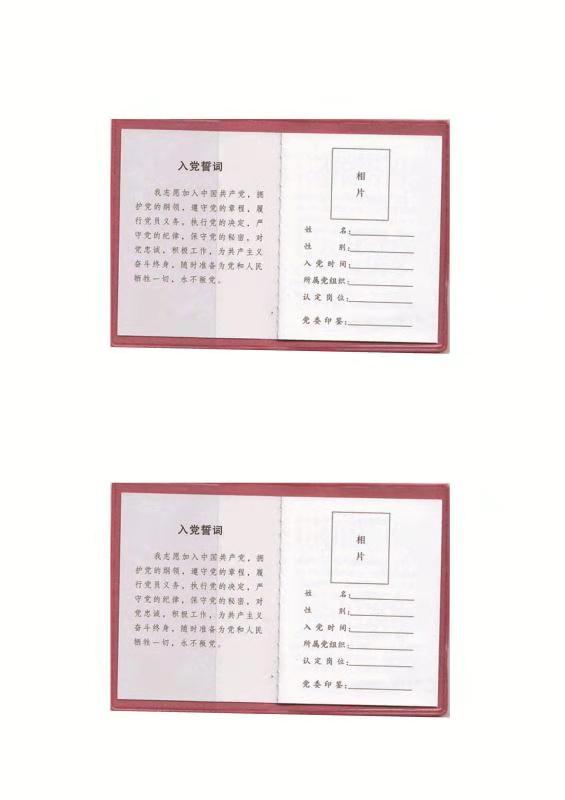 入党誓词
我志愿加入中国共产党，拥
护党的纲领，遵守党的章程，履
行党员义务，执行党的决定，严
守党的纪律，保守党的秘密，对
党忠诚，积极工作，为共产主义
奋斗终身，随时准备为党和人民
牺牲一切，永不叛党。
相
片
姓 名：
性 别：
入党时间：
所属党组织：
认定岗位：
党委印鉴：
入党誓词
我志愿加入中国共产党，拥
护党的纲领，遵守党的章程，履
行党员义务，执行党的决定，严
守党的纪律，保守党的秘密，对
党忠诚，积极工作，为共产主义
奋斗终身，随时准备为党和人民
牺牲一切，永不叛党。
相
片
姓 名：
性 别：
入党时间：
所属党组织：
认定岗位：
党委印鉴：